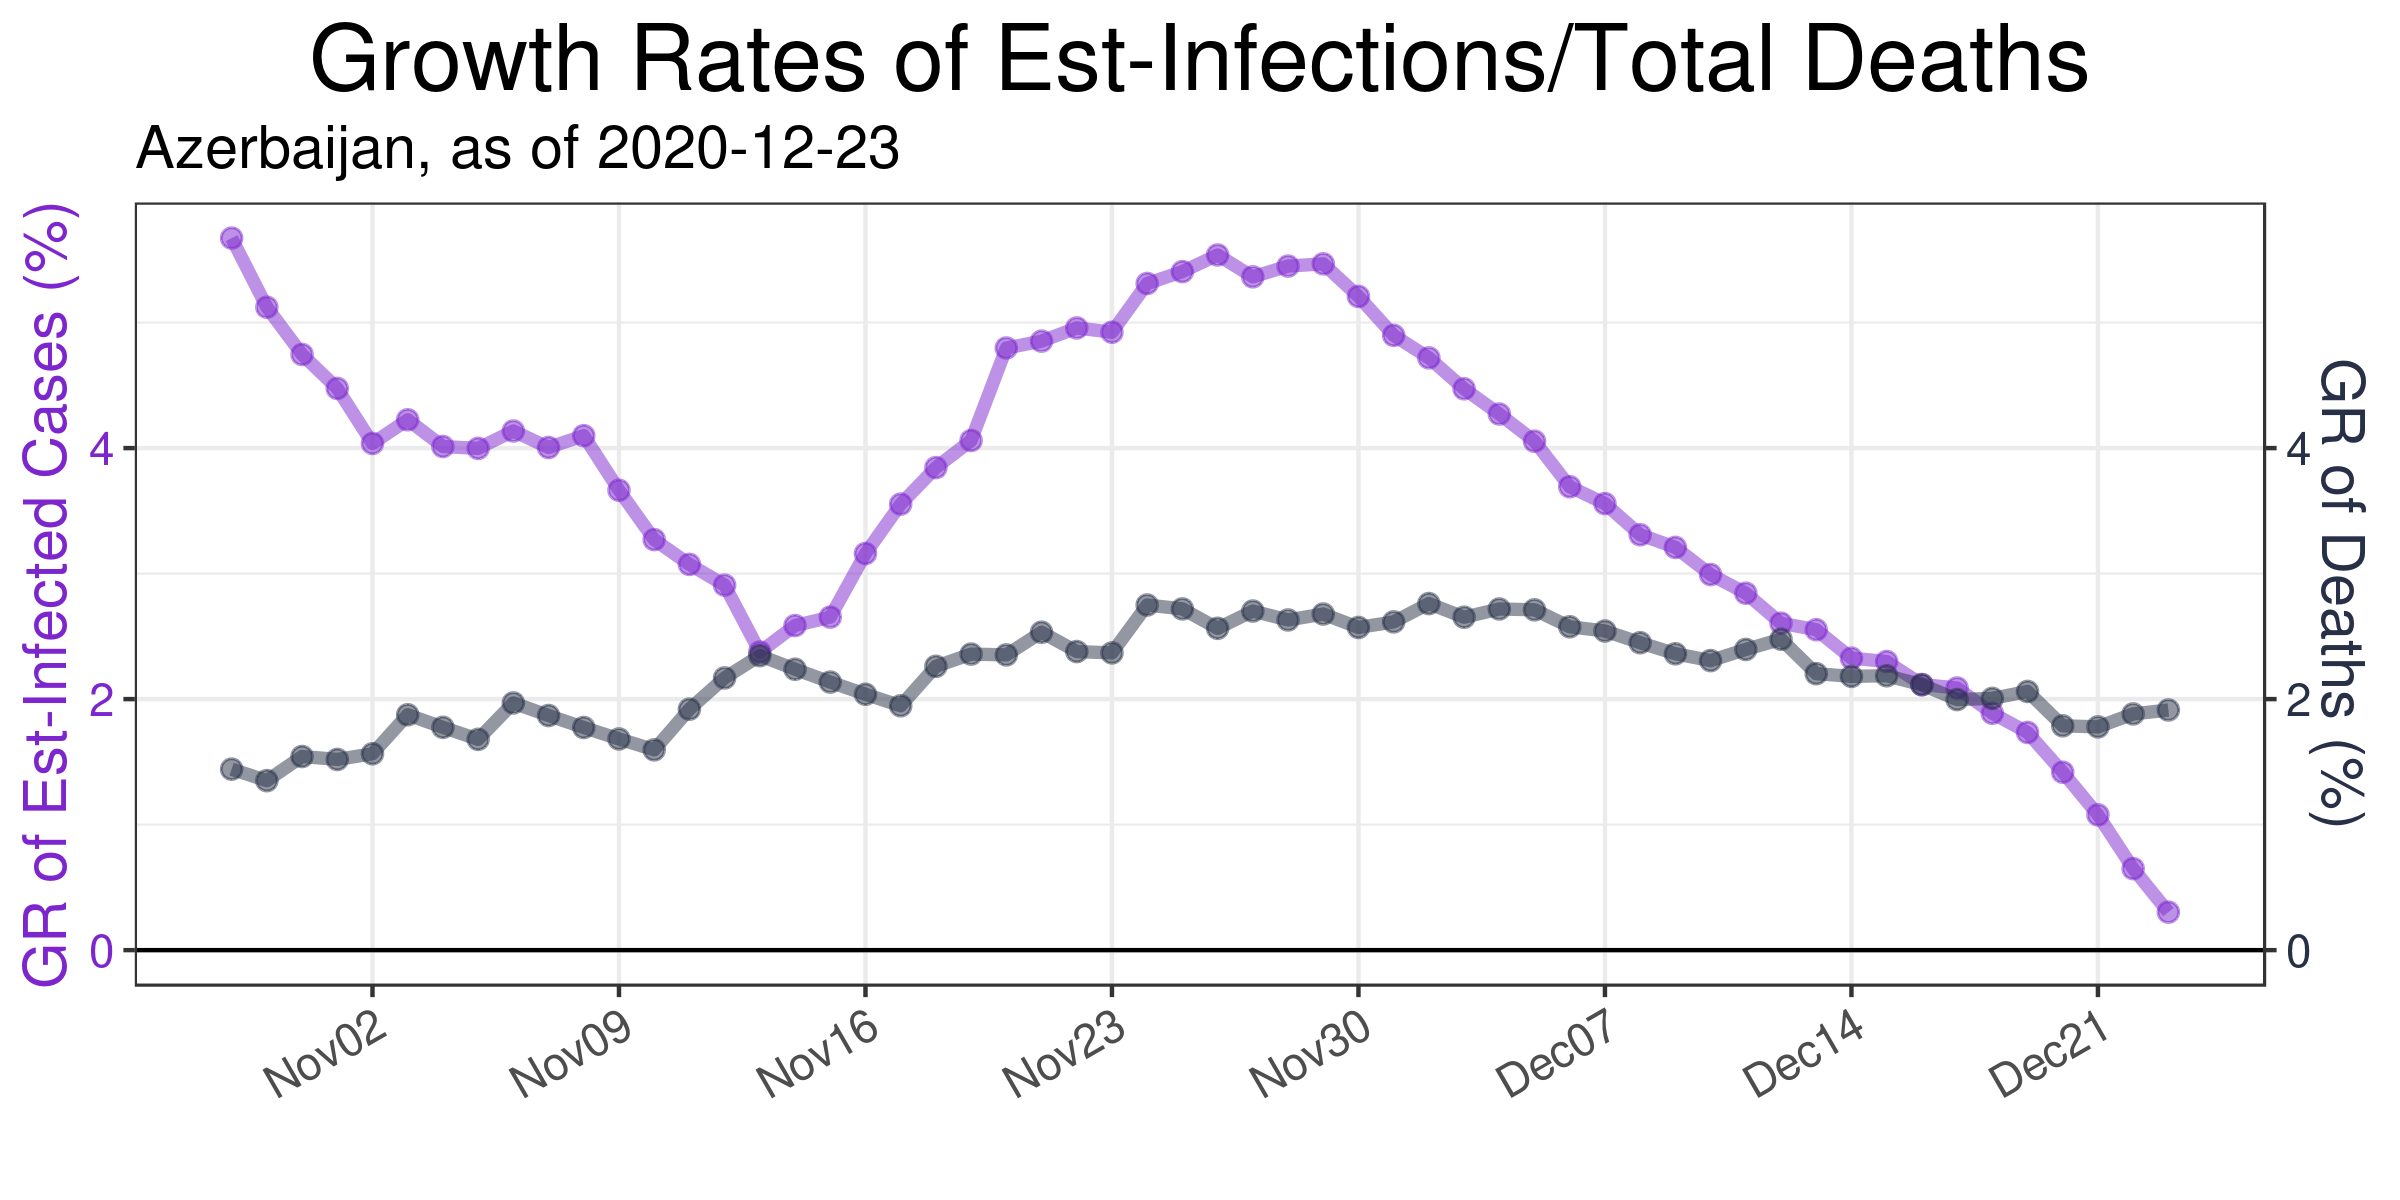 Growth Rates of Est-Infections/Total Deaths
Azerbaijan, as of 2020-12-23
GR of Est-Infected Cases (%)
4
2
0
4
2
0
GR of Deaths (%)
Nov02
Nov09
Nov16
Nov23
Nov30
Dec07
Dec14
Dec21